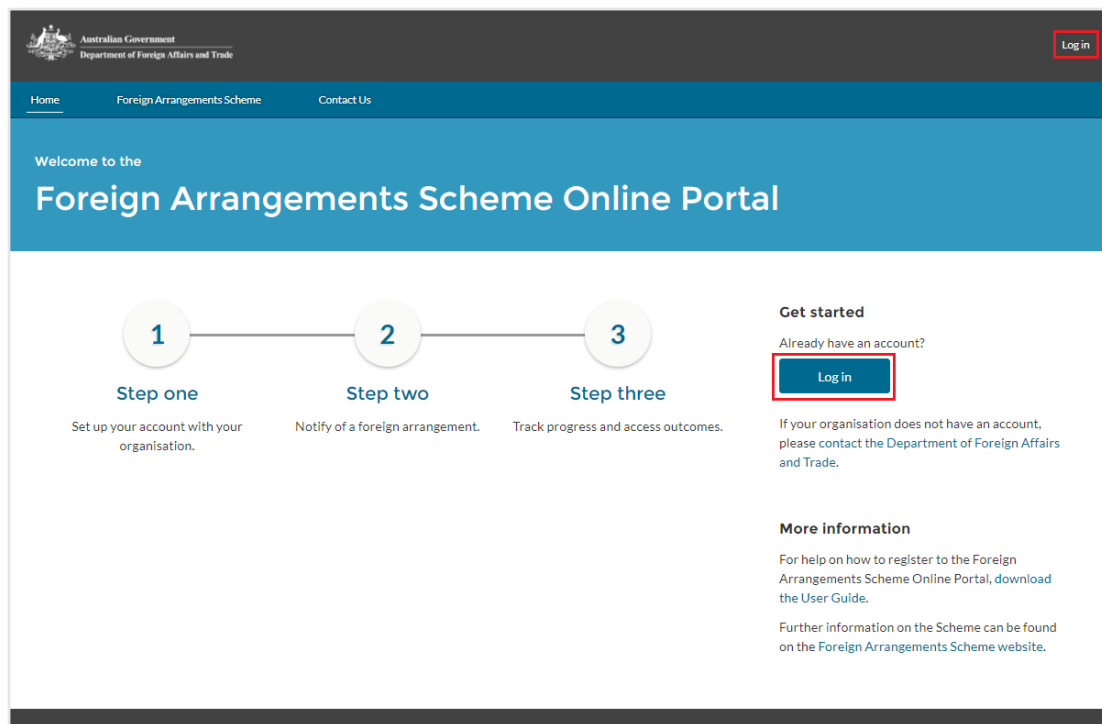 Australian Government
Department of Foreign Affairs and Trade
Log in
Home
Foreign Arrangements Scheme
Contact Us
Welcome to the
Foreign Arrangements Scheme Online Portal
1
2
3
Step one
Step two
Step three
Set up your account with your
organisation.
Notify of a foreign arrangement.
Track progress and access outcomes.
Get started
Already have an account?
Log in
If your organisation does not have an account,
please contact the Department of Foreign Affairs
and Trade.
More information
For help on how to register to the Foreign
Arrangements Scheme Online Portal, download
the User Guide.
Further information on the Scheme can be found
on the Foreign Arrangements Scheme website.